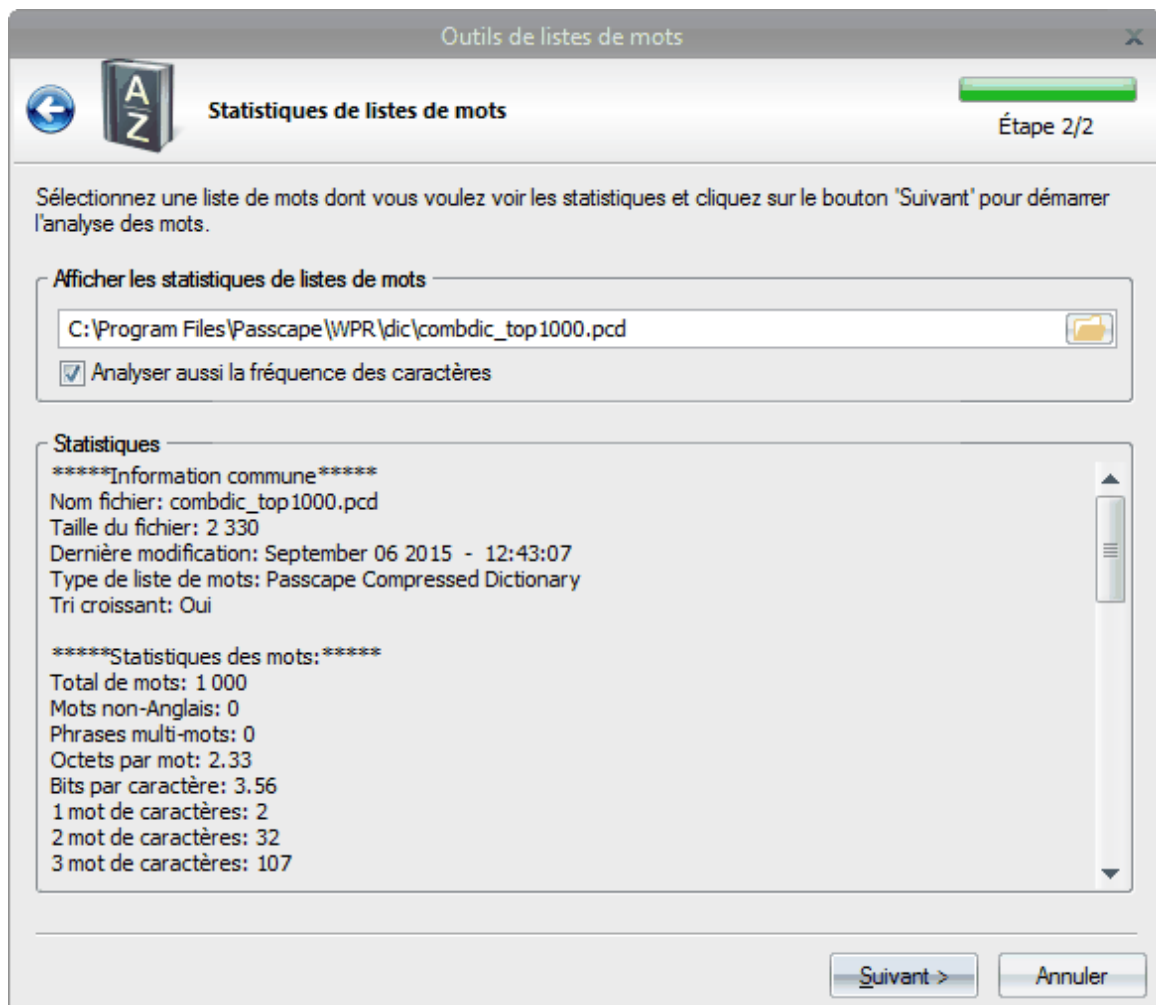 Outils de listes de mots
A
Z
Statistiques de listes de mots
Étape 2/2
Sélectionnez une liste de mots dont vous voulez voir les statistiques et cliquez sur le bouton 'Suivant' pour démarrer
l'analyse des mots.
Afficher les statistiques de listes de mots
C:\Program Files\Passcape\WPR\dic\combdic_top1000.pcd
Analyser aussi la fréquence des caractères
Statistiques
*****Information commune*****
Nom fichier: combdic_top1000.pcd
Taille du fichier: 2 330
Dernière modification: September 06 2015 - 12:43:07
Type de liste de mots: Passcape Compressed Dictionary
Tri croissant: Oui
*****Statistiques des mots:*****
Total de mots: 1 000
Mots non-Anglais: 0
Phrases multi-mots: 0
Octets par mot: 2.33
Bits par caractère: 3.56
1 mot de caractères: 2
2 mot de caractères: 32
3 mot de caractères: 107
Suivant >
Annuler